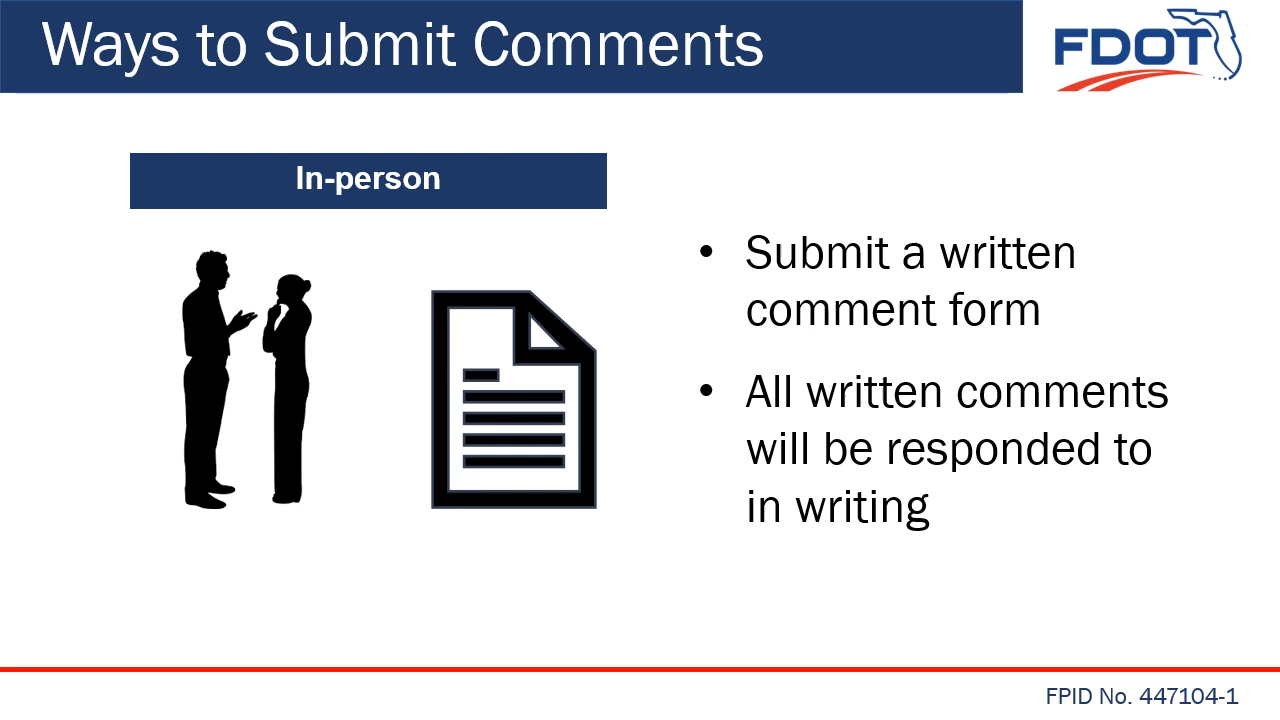 Ways to Submit Comments
FDOT
In-person
• Submit a written
comment form
• All written comments
will be responded to
in writing
FPID No. 447104-1